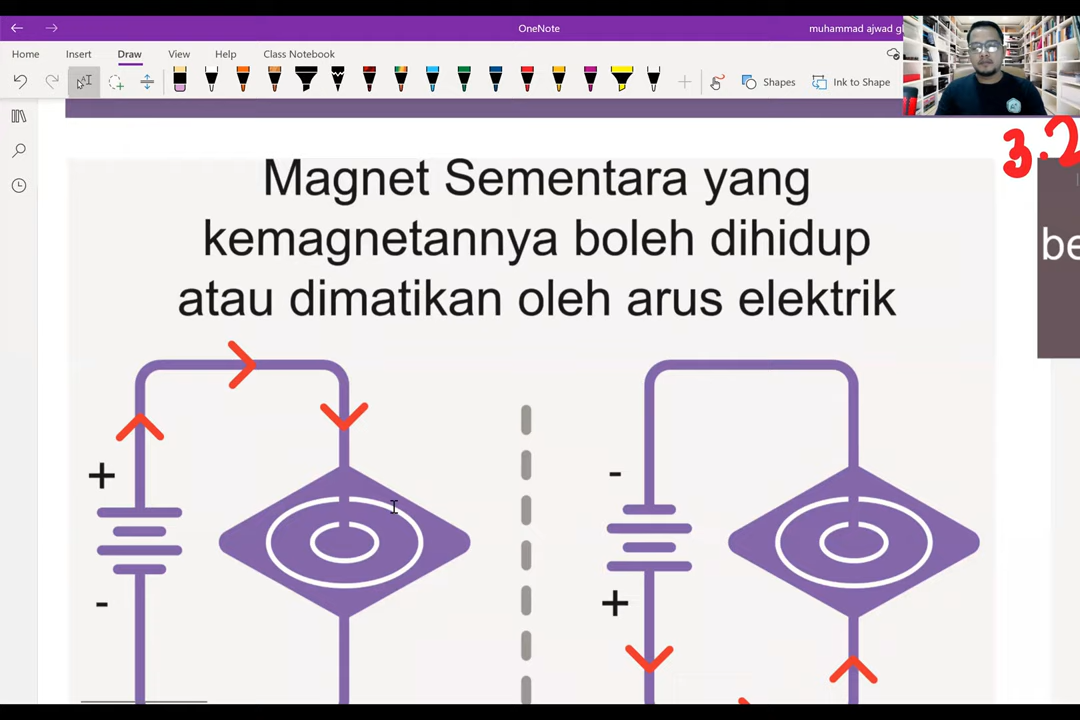 OneNote
muhammad ajwad gh
Home Insert Draw View Help Class Notebook
Shapes Ink to Shape
3.2
Magnet Sementara yang
kemagnetannya boleh dihidup
atau dimatikan oleh arus elektrik
be
+
-
-
+